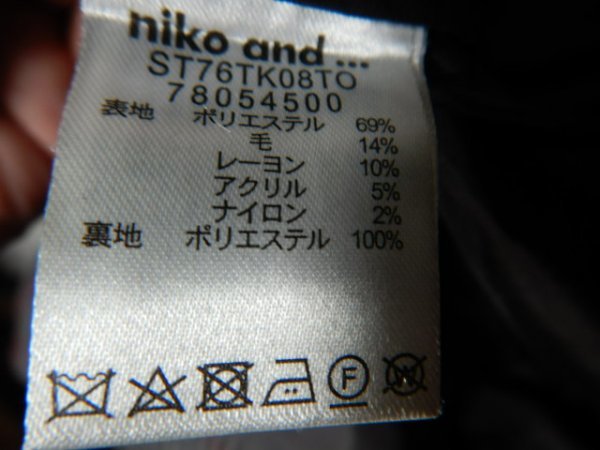 niko and ...
ST76TK08TO
78054500
表地 ポリエステル 69%
毛 14%
レーヨン 10%
アクリル 5%
ナイロン 2%
裏地 ポリエステル 100%
F
W